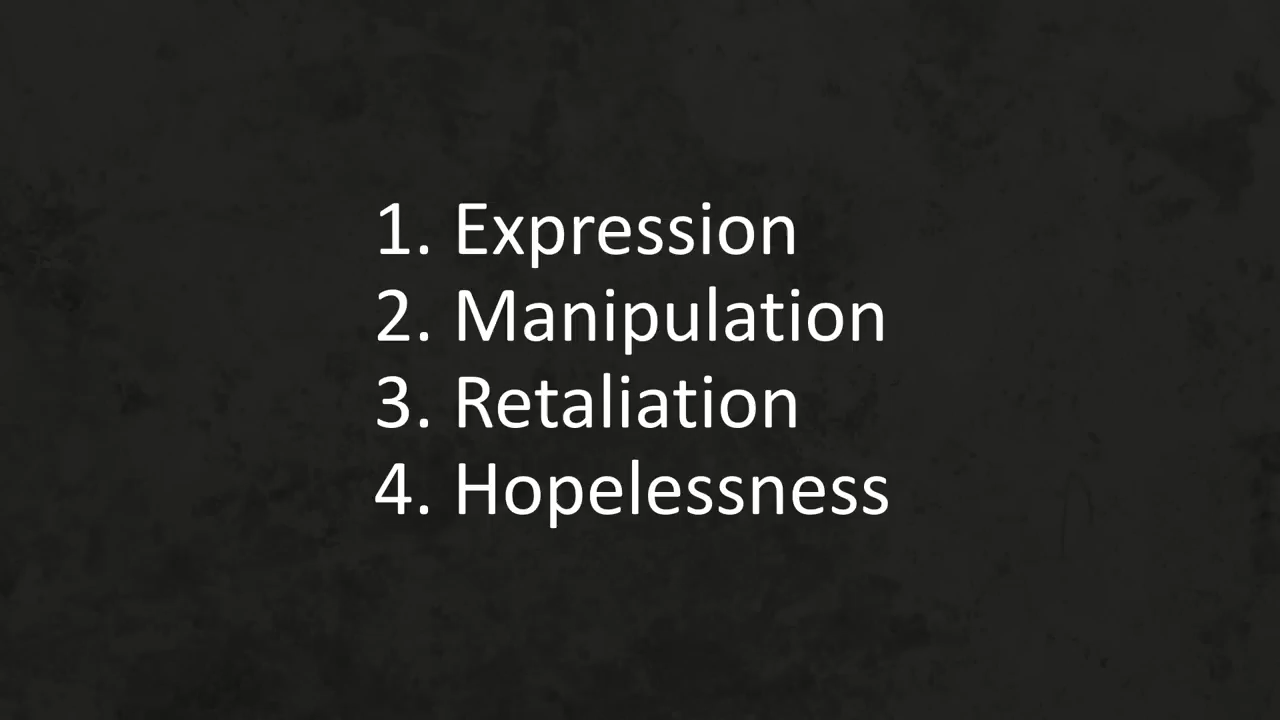 1. Expression
2. Manipulation
3. Retaliation
4. Hopelessness